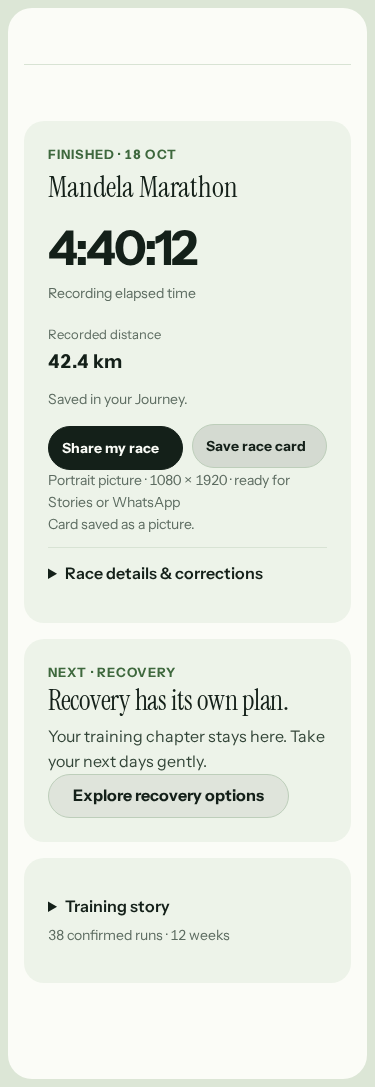 FINISHED · 18 OCT
Mandela Marathon
4:40:12
Recording elapsed time
Recorded distance
42.4 km
Saved in your Journey.
Share my race
Save race card
Portrait picture · 1080 × 1920 · ready for
Stories or WhatsApp
Card saved as a picture.
Race details & corrections
NEXT · RECOVERY
Recovery has its own plan.
Your training chapter stays here. Take
your next days gently.
Explore recovery options
Training story
38 confirmed runs · 12 weeks